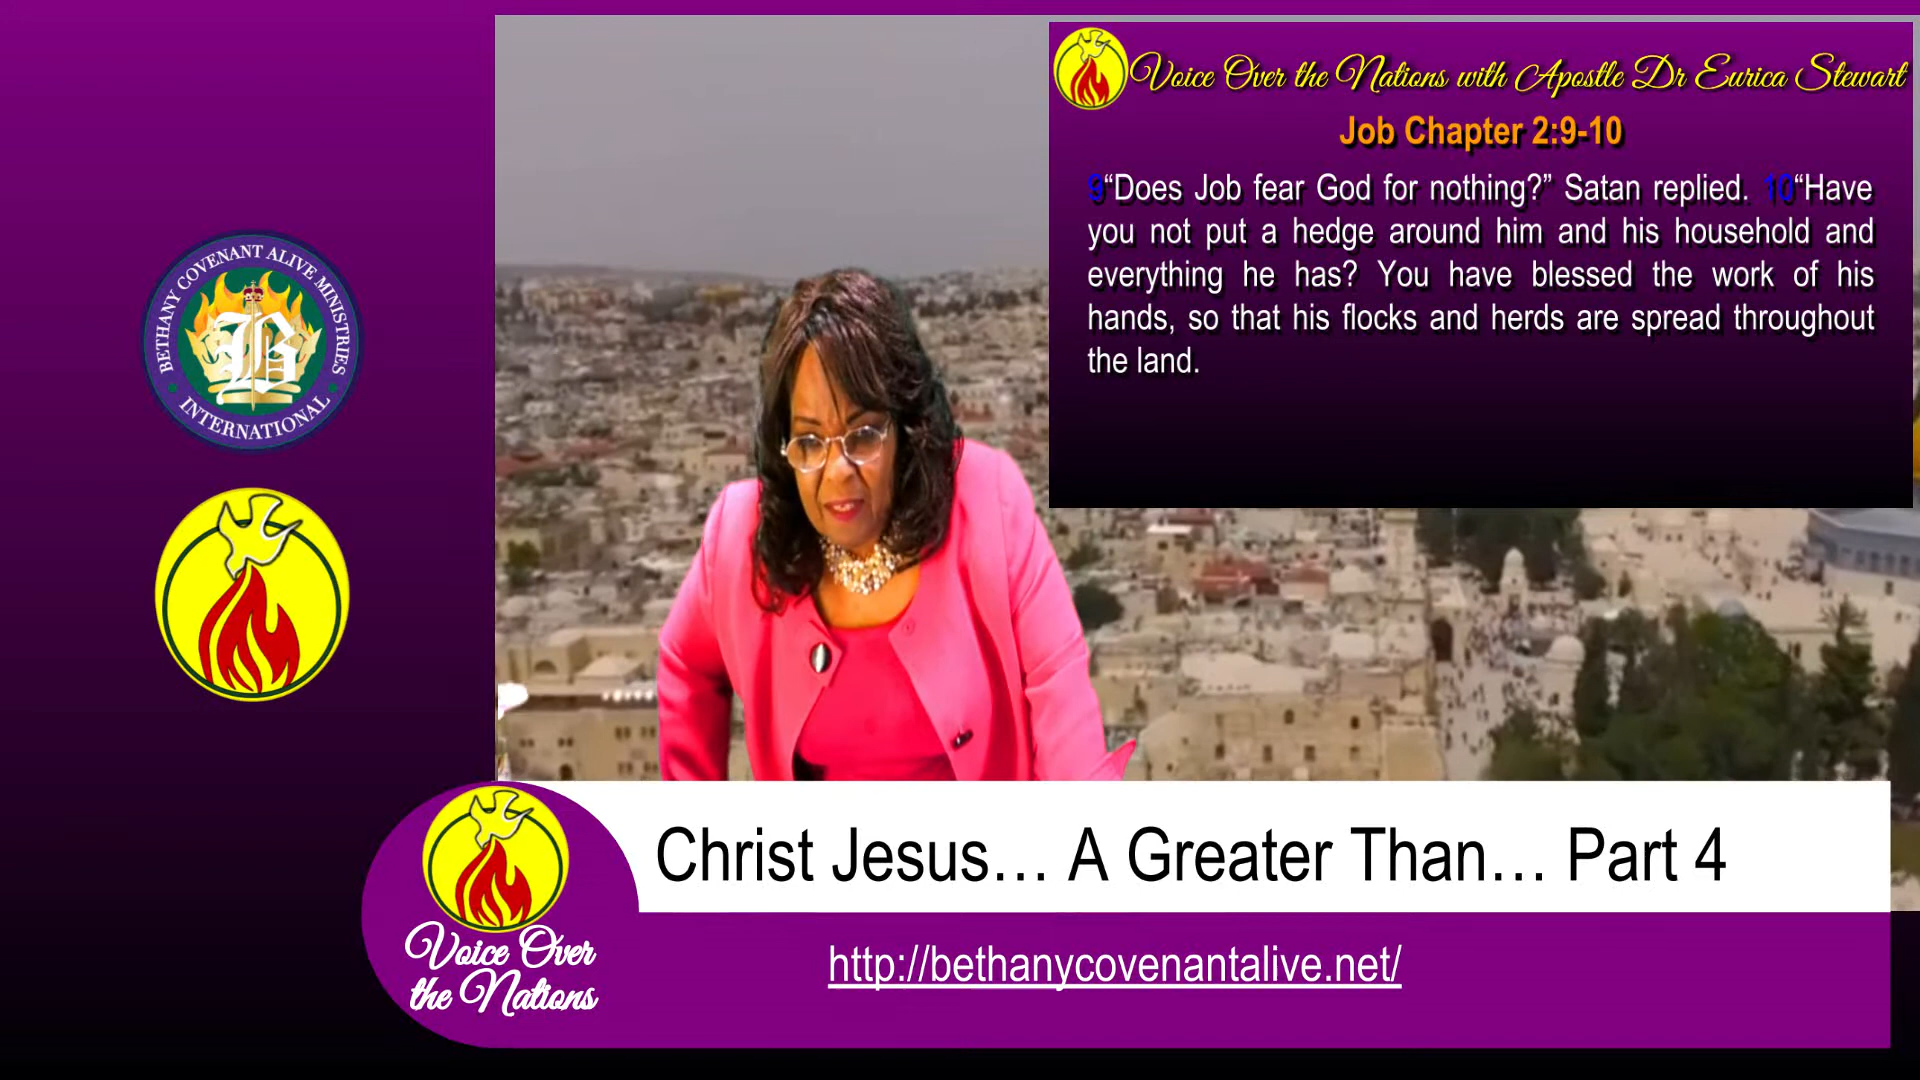 BETHANY COVENANT ALIVE MINISTRIES
INTERNATIONAL
B
Voice Over the Nations with Apostle Dr Eurica Stewart
Job Chapter 2:9-10
9“Does Job fear God for nothing?” Satan replied. 10“Have
you not put a hedge around him and his household and
everything he has? You have blessed the work of his
hands, so that his flocks and herds are spread throughout
the land.
Christ Jesus… A Greater Than… Part 4
Voice Over
the Nations
http://bethanycovenantalive.net/